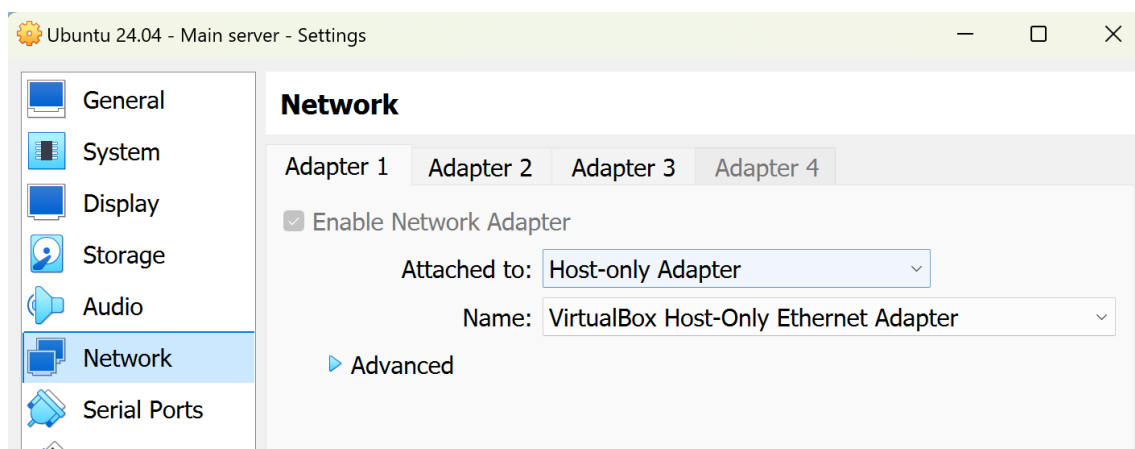 Ubuntu 24.04 - Main server - Settings
General
System
Display
Storage
Audio
Network
Serial Ports
Network
Adapter 1 Adapter 2 Adapter 3 Adapter 4
Enable Network Adapter
Attached to: Host-only Adapter
Name: VirtualBox Host-Only Ethernet Adapter
Advanced